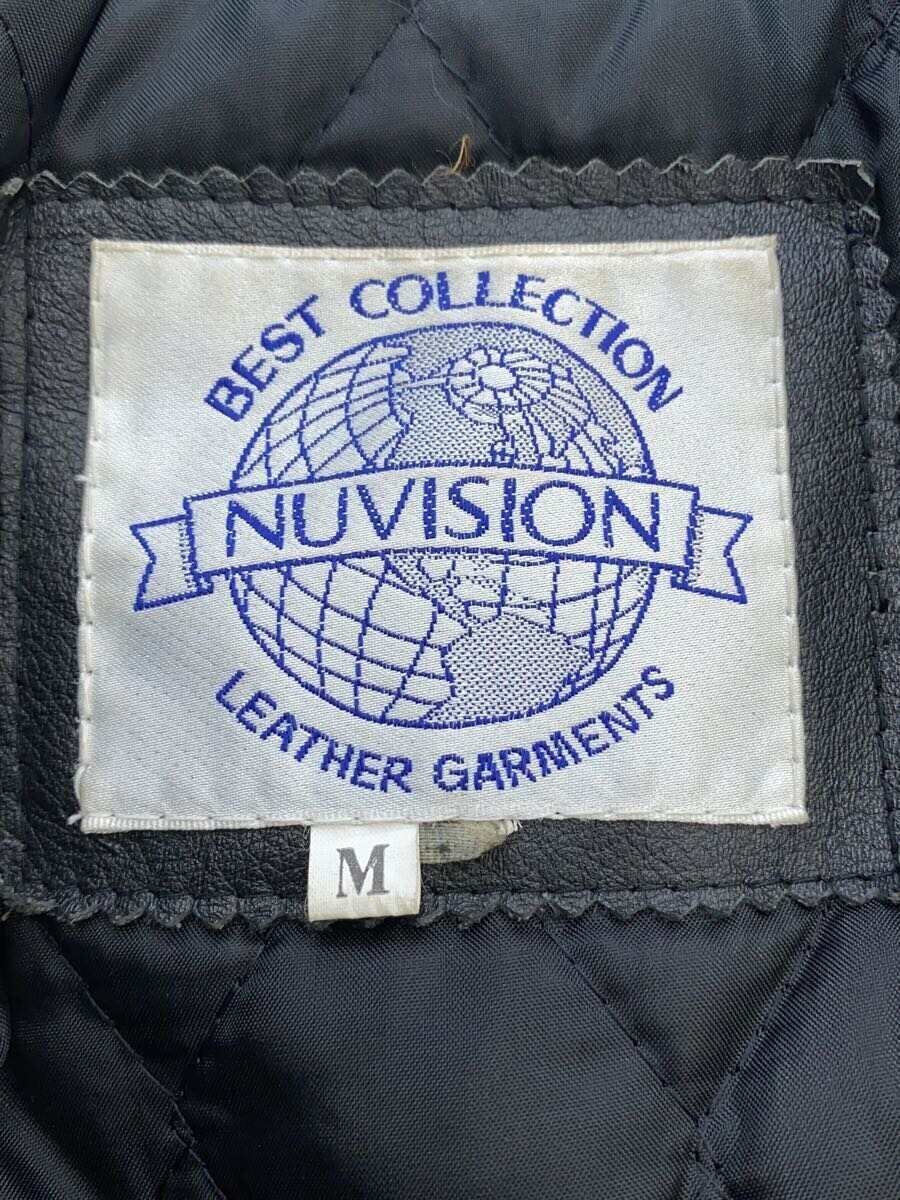 BEST COLLECTION
NUVISION
LEATHER GARMENTS
M